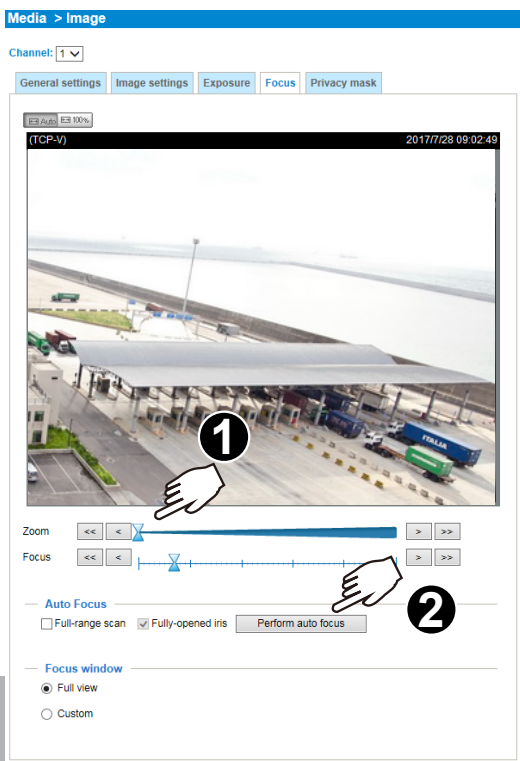 Media > Image
Channel: 1
General settings Image settings Exposure Focus Privacy mask
Auto 100%
(TCP-V) 2017/7/28 09:02:49
ITALIA
1
Zoom << < > >>
Focus << < > >>
2
Auto Focus
Full-range scan Fully-opened iris Perform auto focus
Focus window
Full view
Custom